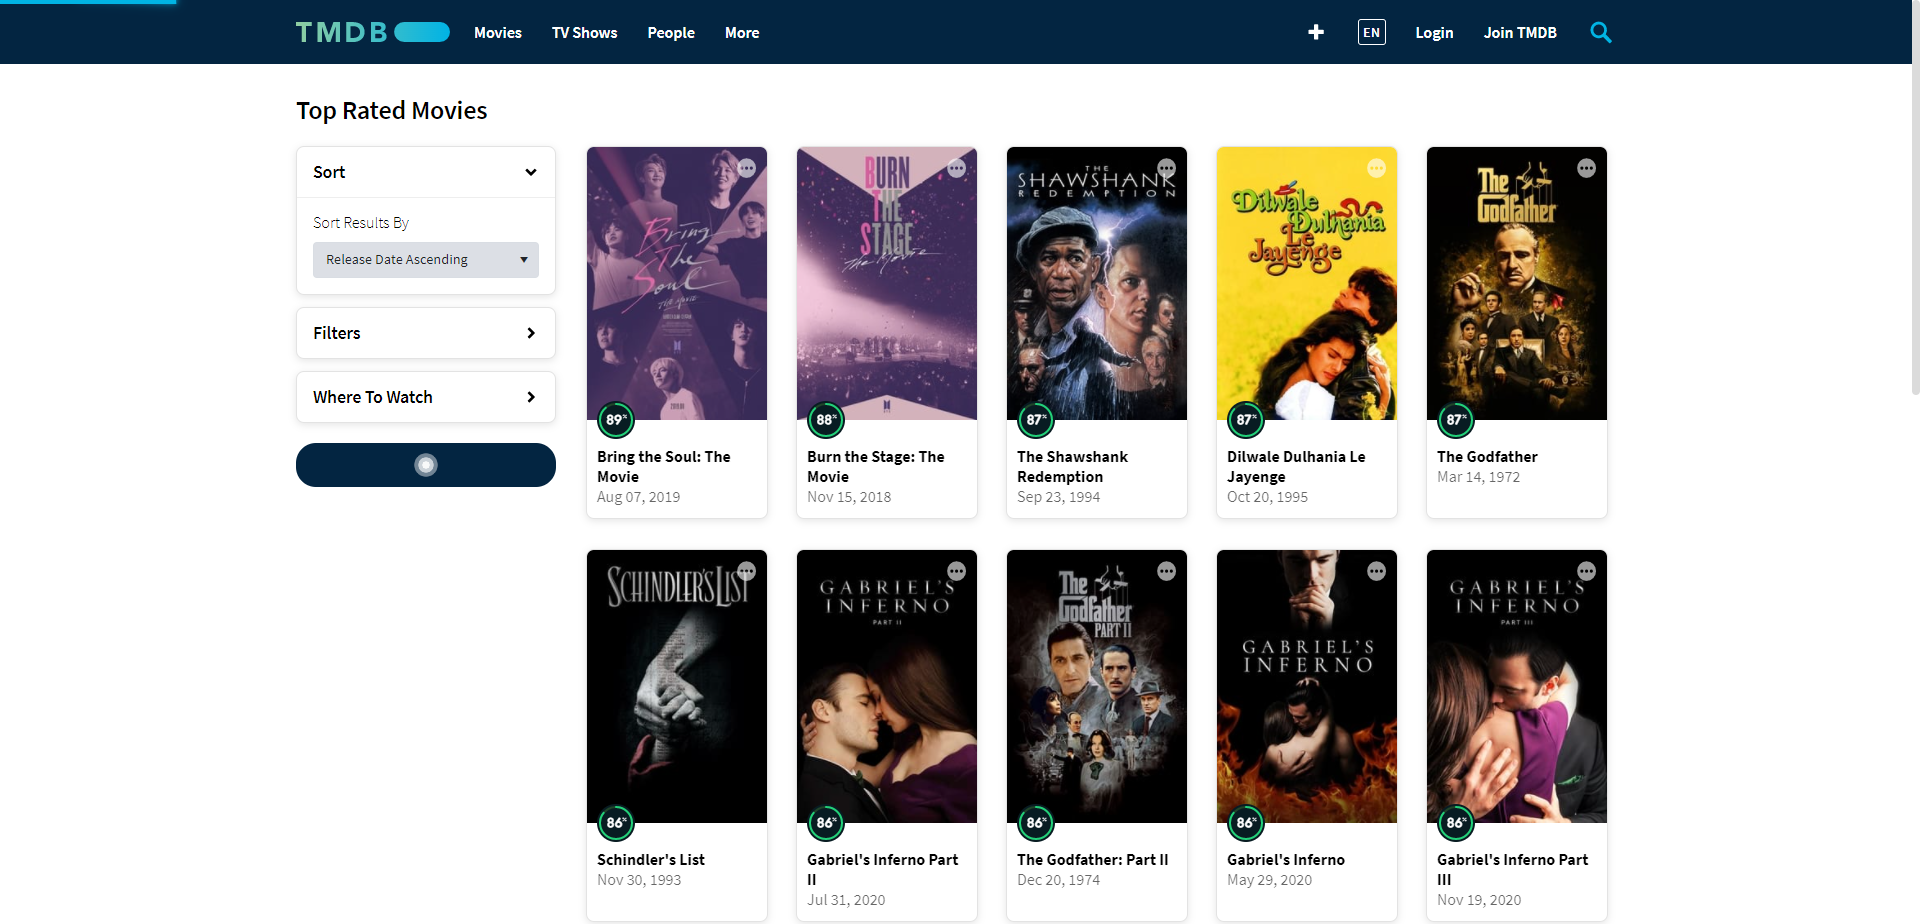 TMDB
Movies
TV Shows
People
More
EN
Login
Join TMDB
Top Rated Movies
Sort
Sort Results By
Release Date Ascending
Filters
Where To Watch
Bring
The
Soul
THE MOVIE
89%
Bring the Soul: The
Movie
Aug 07, 2019
BURN
THE
STAGE
The Movie
88%
Burn the Stage: The
Movie
Nov 15, 2018
THE
SHAWSHANK
REDEMPTION
87%
The Shawshank
Redemption
Sep 23, 1994
Dilwale
Dulhania
Le
Jayenge
87%
Dilwale Dulhania Le
Jayenge
Oct 20, 1995
The
Godfather
87%
The Godfather
Mar 14, 1972
SCHINDLER'S LIST
86%
Schindler's List
Nov 30, 1993
GABRIEL'S
INFERNO
PART II
86%
Gabriel's Inferno Part
II
Jul 31, 2020
The
Godfather
PART II
86%
The Godfather: Part II
Dec 20, 1974
GABRIEL'S
INFERNO
86%
Gabriel's Inferno
May 29, 2020
GABRIEL'S
INFERNO
PART III
86%
Gabriel's Inferno Part
III
Nov 19, 2020